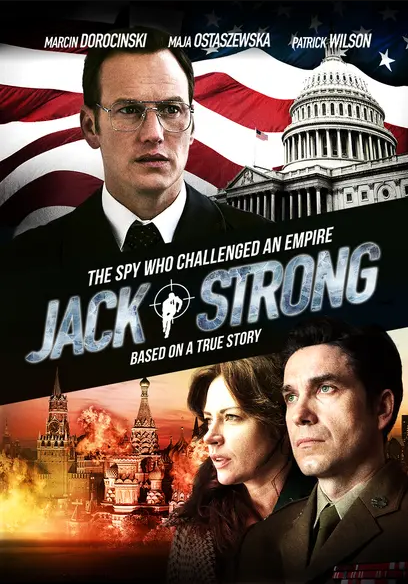 MARCIN DOROCINSKI MAJA OSTASZEWSKA PATRICK WILSON
THE SPY WHO CHALLENGED AN EMPIRE
JACK STRONG
BASED ON A TRUE STORY